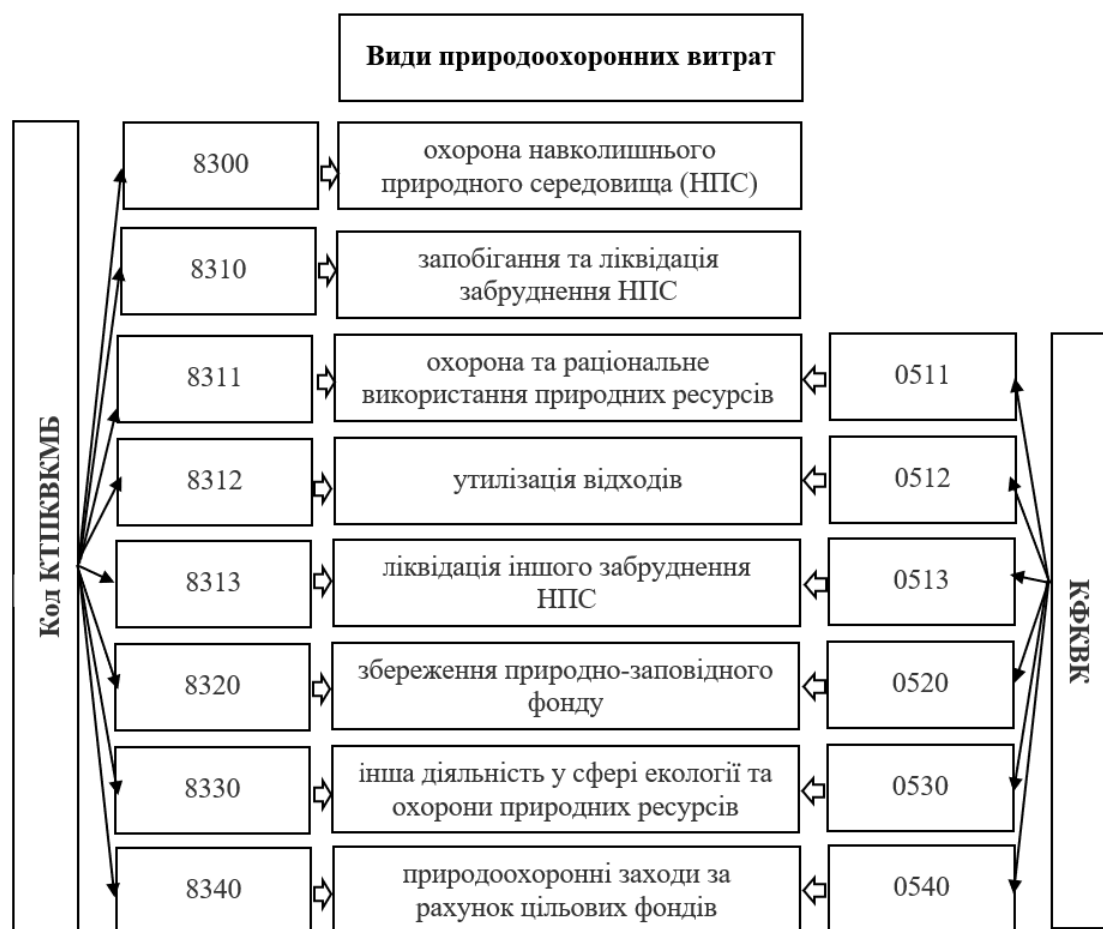 Види природоохоронних витрат
Код КТПКВКМБ
8300
охорона навколишнього
природного середовища (НПС)
8310
запобігання та ліквідація
забруднення НПС
8311
охорона та раціональне
використання природних ресурсів
0511
8312
утилізація відходів
0512
8313
ліквідація іншого забруднення
НПС
0513
8320
збереження природно-заповідного
фонду
0520
8330
інша діяльність у сфері екології та
охорони природних ресурсів
0530
8340
природоохоронні заходи за
рахунок цільових фондів
0540
КФКВК